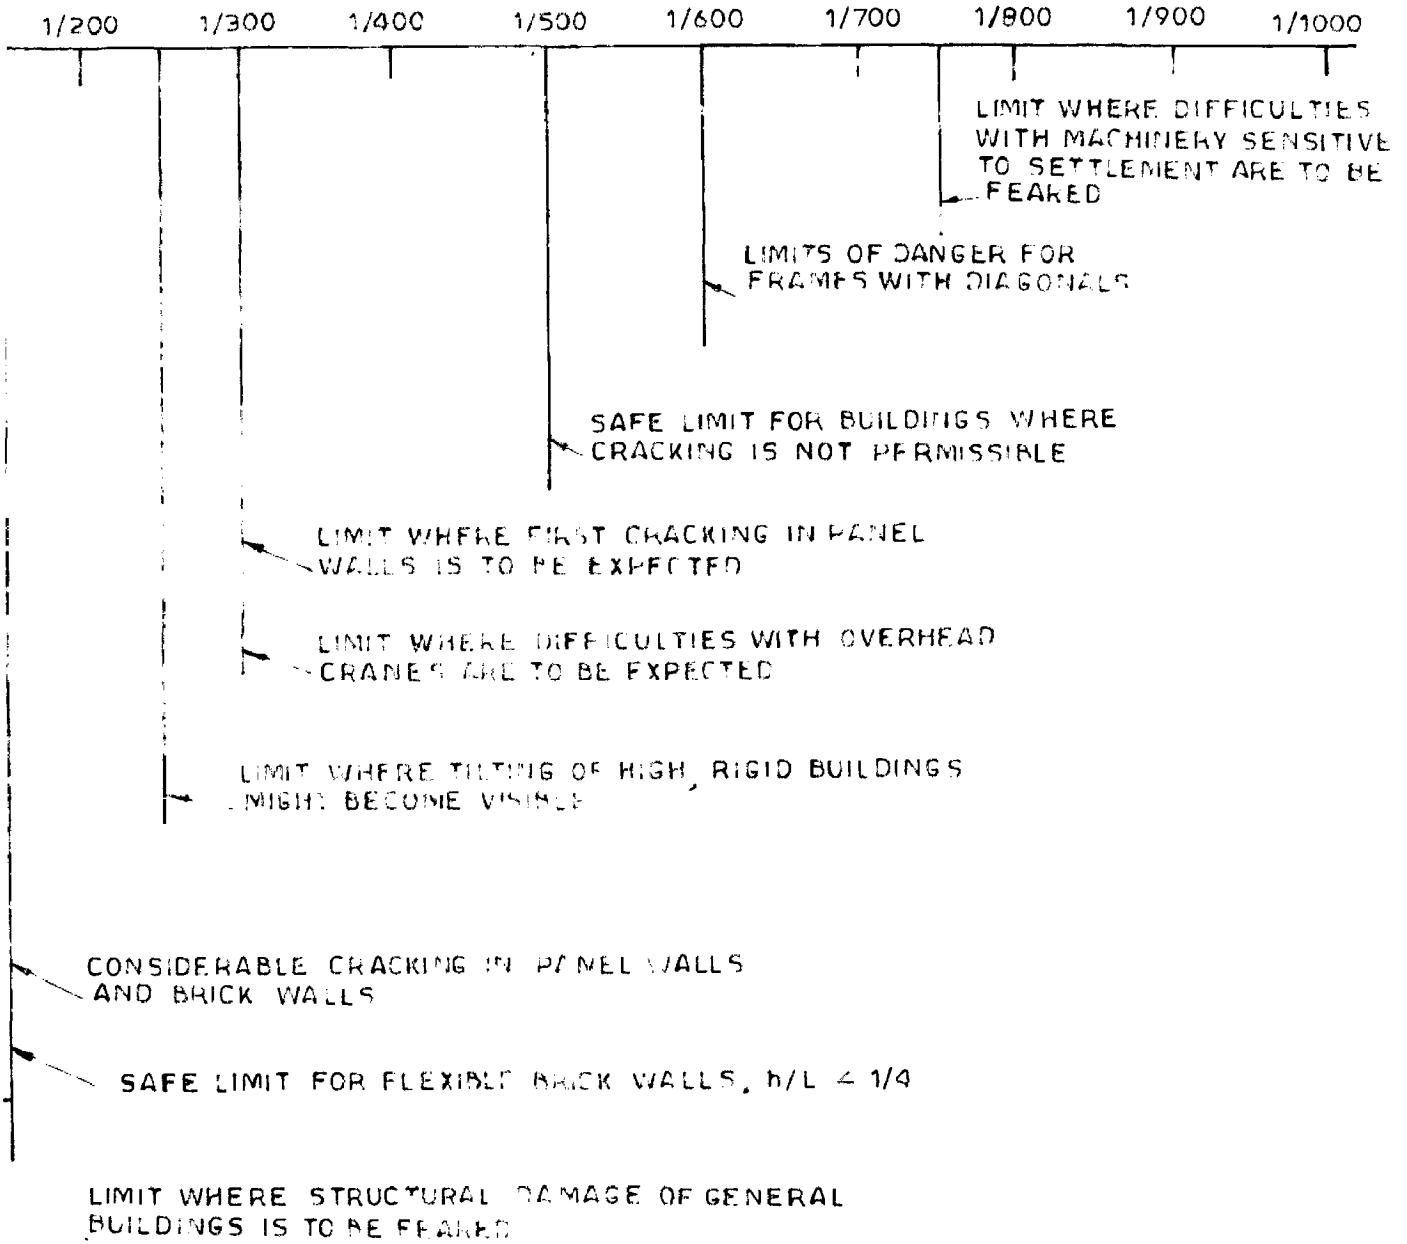 1/200 1/300 1/400 1/500 1/600 1/700 1/800 1/900 1/1000
LIMIT WHERE DIFFICULTIES
WITH MACHINERY SENSITIVE
TO SETTLEMENT ARE TO BE
FEARED
LIMITS OF DANGER FOR
FRAMES WITH DIAGONALS
SAFE LIMIT FOR BUILDINGS WHERE
CRACKING IS NOT PERMISSIBLE
LIMIT WHERE FIRST CRACKING IN PANEL
WALLS IS TO BE EXPECTED
LIMIT WHERE DIFFICULTIES WITH OVERHEAD
CRANES ARE TO BE EXPECTED
LIMIT WHERE TILTING OF HIGH, RIGID BUILDINGS
MIGHT BECOME VISIBLE
CONSIDERABLE CRACKING IN PANEL WALLS
AND BRICK WALLS
SAFE LIMIT FOR FLEXIBLE BRICK WALLS, h/L < 1/4
LIMIT WHERE STRUCTURAL DAMAGE OF GENERAL
BUILDINGS IS TO BE FEARED